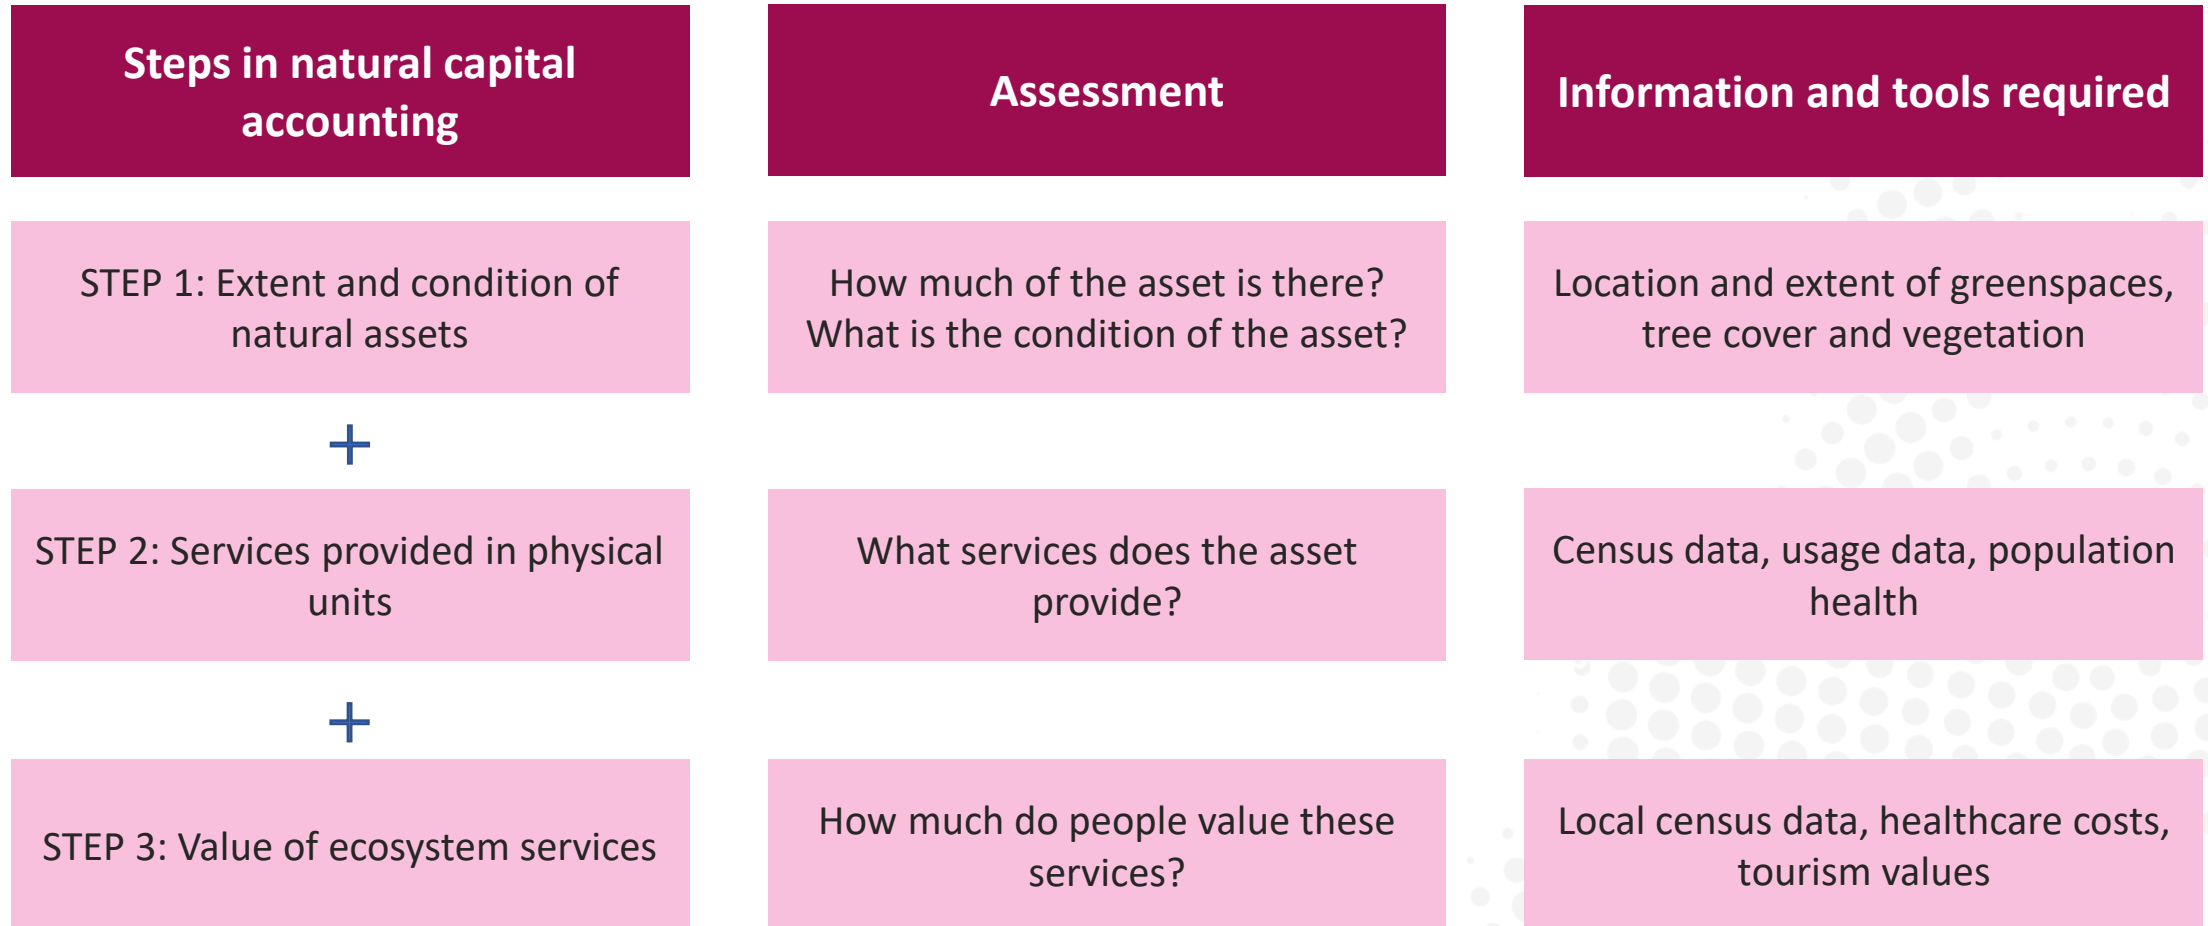 Steps in natural capital
accounting
Assessment
Information and tools required
STEP 1: Extent and condition of
natural assets
How much of the asset is there?
What is the condition of the asset?
Location and extent of greenspaces,
tree cover and vegetation
+
STEP 2: Services provided in physical
units
What services does the asset
provide?
Census data, usage data, population
health
+
STEP 3: Value of ecosystem services
How much do people value these
services?
Local census data, healthcare costs,
tourism values